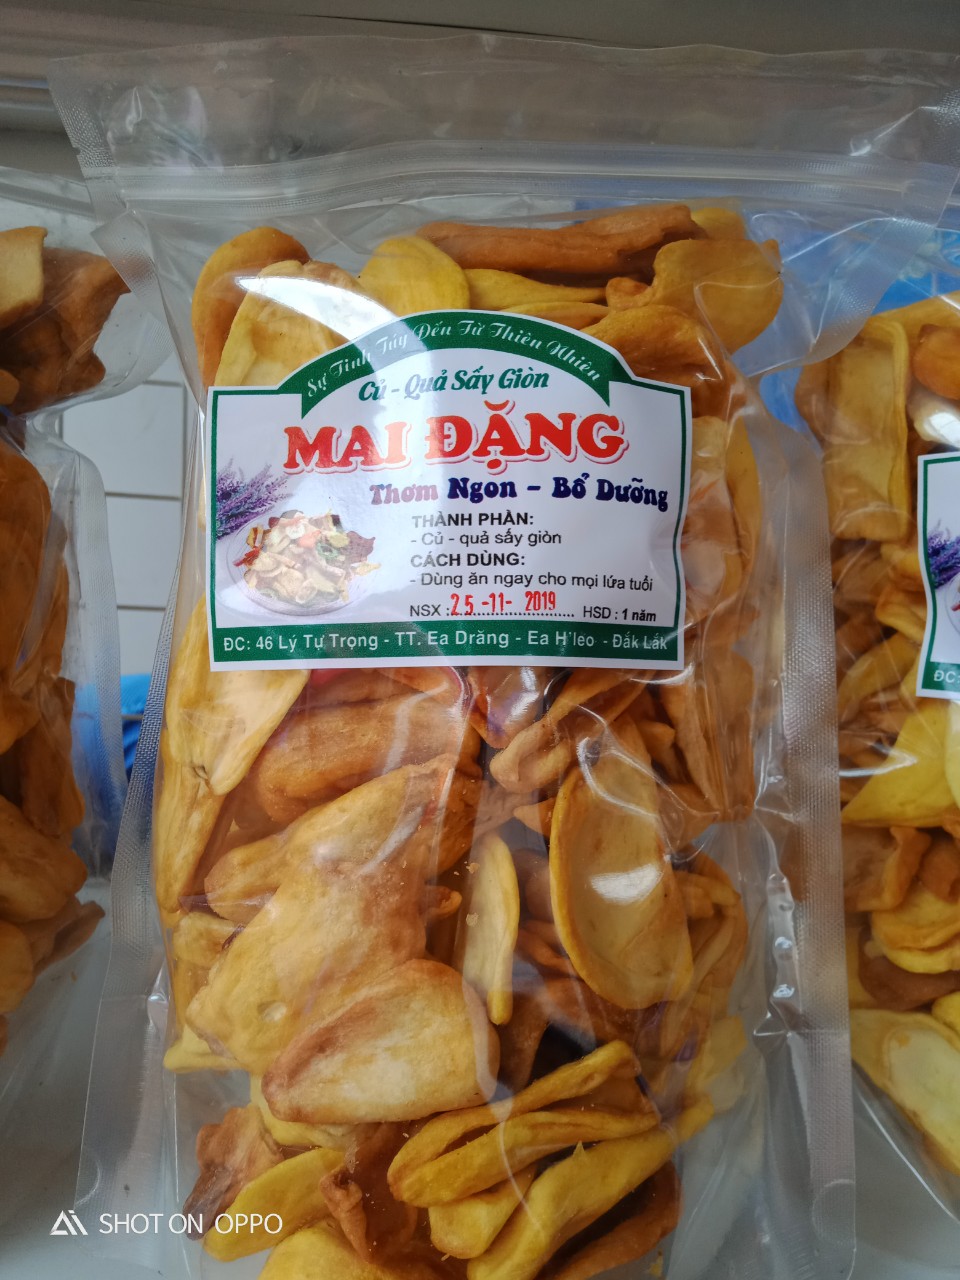 Sự Tinh Túy Đến Từ Thiên Nhiên
Củ - Quả Sấy Giòn
MAI ĐẶNG
Thơm Ngon - Bổ Dưỡng
THÀNH PHẦN:
- Củ - quả sấy giòn
CÁCH DÙNG:
- Dùng ăn ngay cho mọi lứa tuổi
NSX : 25 -11- 2019 HSD : 1 năm
ĐC: 46 Lý Tự Trọng - TT. Ea Drăng - Ea H'leo - Đắk Lắk
ĐC:
SHOT ON OPPO